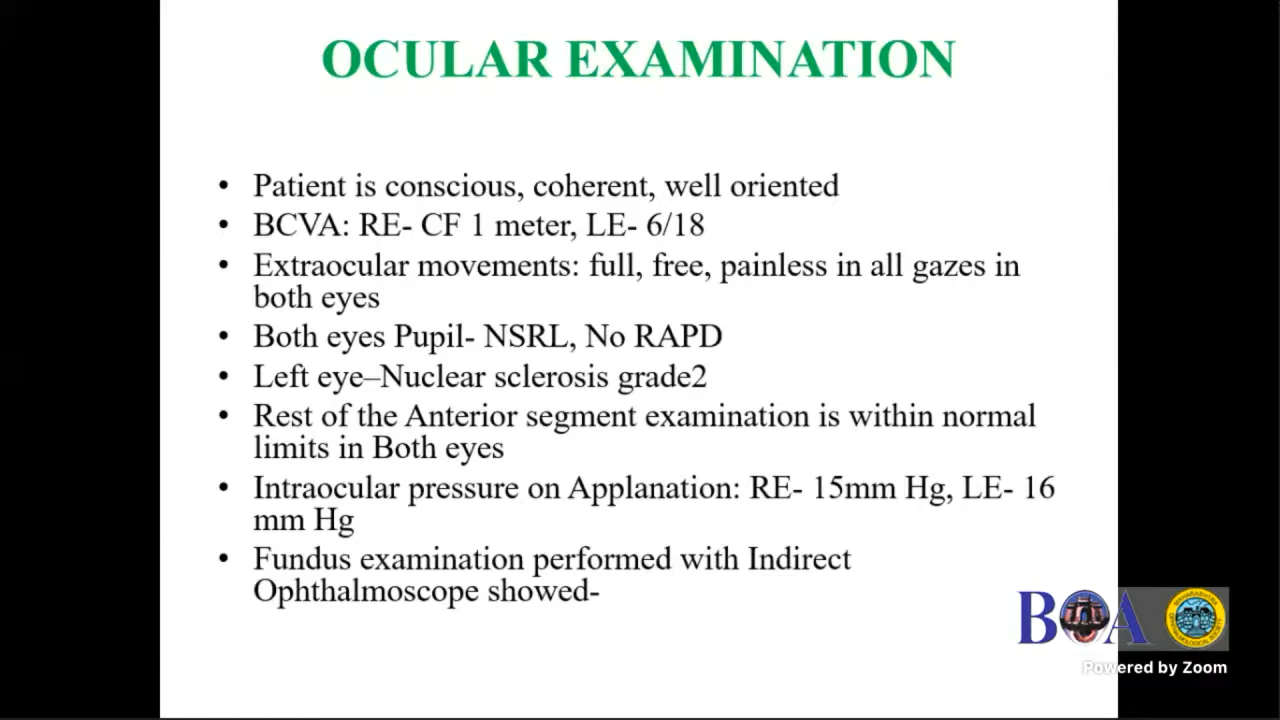 OCULAR EXAMINATION
• Patient is conscious, coherent, well oriented
• BCVA: RE- CF 1 meter, LE- 6/18
• Extraocular movements: full, free, painless in all gazes in
both eyes
• Both eyes Pupil- NSRL, No RAPD
• Left eye–Nuclear sclerosis grade2
• Rest of the Anterior segment examination is within normal
limits in Both eyes
• Intraocular pressure on Applanation: RE- 15mm Hg, LE- 16
mm Hg
• Fundus examination performed with Indirect
Ophthalmoscope showed-
BOA
MAHARASHTRA
OPHTHALMOLOGICAL SOCIETY
Powered by Zoom